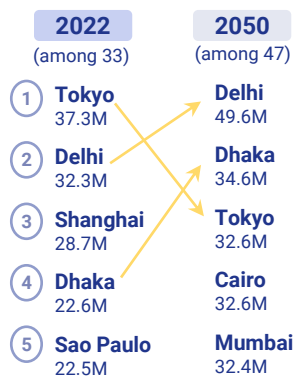 2022
(among 33)
1
Tokyo
37.3M
2
Delhi
32.3M
3
Shanghai
28.7M
4
Dhaka
22.6M
5
Sao Paulo
22.5M
2050
(among 47)
Delhi
49.6M
Dhaka
34.6M
Tokyo
32.6M
Cairo
32.6M
Mumbai
32.4M